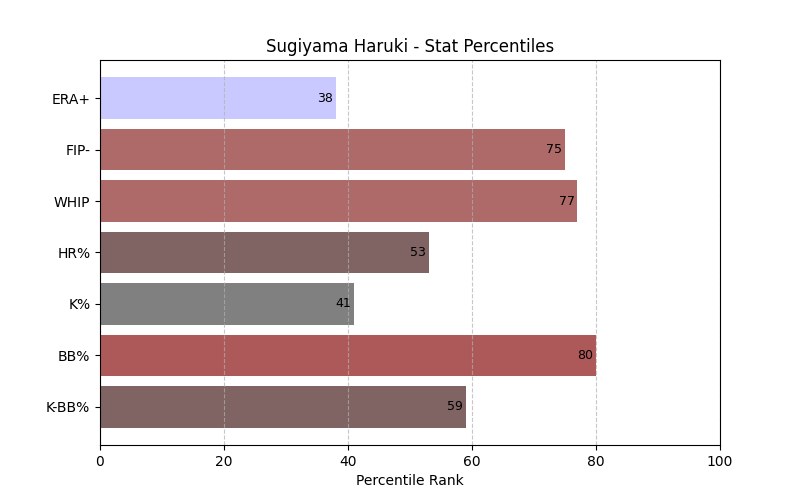 Sugiyama Haruki - Stat Percentiles
ERA+ 38
FIP- 75
WHIP 77
HR% 53
K% 41
BB% 80
K-BB% 59
0 20 40 60 80 100
Percentile Rank